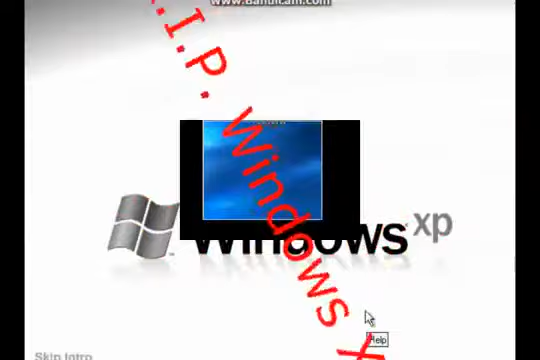 www.Bandicam.com
R.I.P. Windows X
Windows xp
Help
Skip Intro